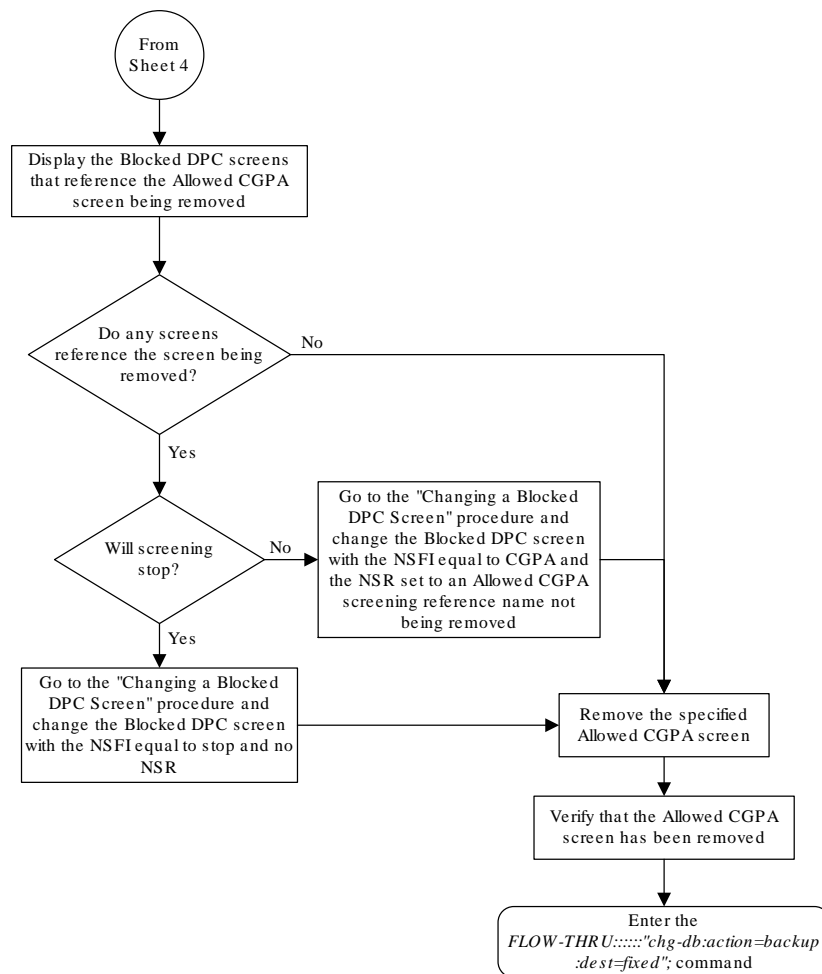 From
Sheet 4
Display the Blocked DPC screens
that reference the Allowed CGPA
screen being removed
Do any screens
reference the screen being
removed?
No
Yes
Will screening
stop?
No
Go to the "Changing a Blocked
DPC Screen" procedure and
change the Blocked DPC screen
with the NSFI equal to CGPA and
the NSR set to an Allowed CGPA
screening reference name not
being removed
Yes
Go to the "Changing a Blocked
DPC Screen" procedure and
change the Blocked DPC screen
with the NSFI equal to stop and no
NSR
Remove the specified
Allowed CGPA screen
Verify that the Allowed CGPA
screen has been removed
Enter the
FLOW-THRU::::::"chg-db:action=backup
:dest=fixed"; command